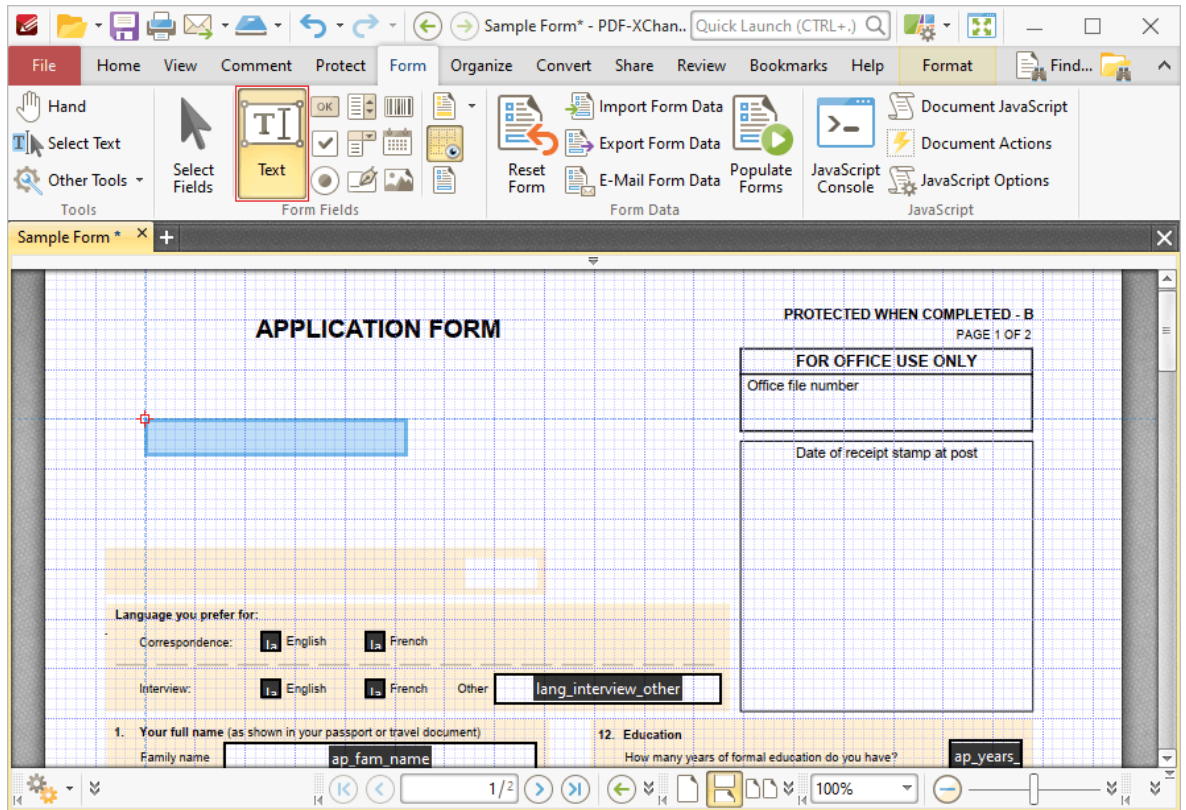 Sample Form* - PDF-XChan..
Quick Launch (CTRL+.)
File Home View Comment Protect Form Organize Convert Share Review Bookmarks Help Format Find...
Hand
Select Text
Other Tools
Tools
Select Fields
Text
OK
Form Fields
Reset Form
Import Form Data
Export Form Data
E-Mail Form Data
Populate Forms
Form Data
JavaScript Console
Document JavaScript
Document Actions
JavaScript Options
JavaScript
Sample Form *
APPLICATION FORM
PROTECTED WHEN COMPLETED - B
PAGE 1 OF 2
FOR OFFICE USE ONLY
Office file number
Date of receipt stamp at post
Language you prefer for:
Correspondence: la English la French
Interview: la English la French Other lang_interview_other
1. Your full name (as shown in your passport or travel document)
Family name ap_fam_name
12. Education
How many years of formal education do you have? ap_years_
1/2
100%